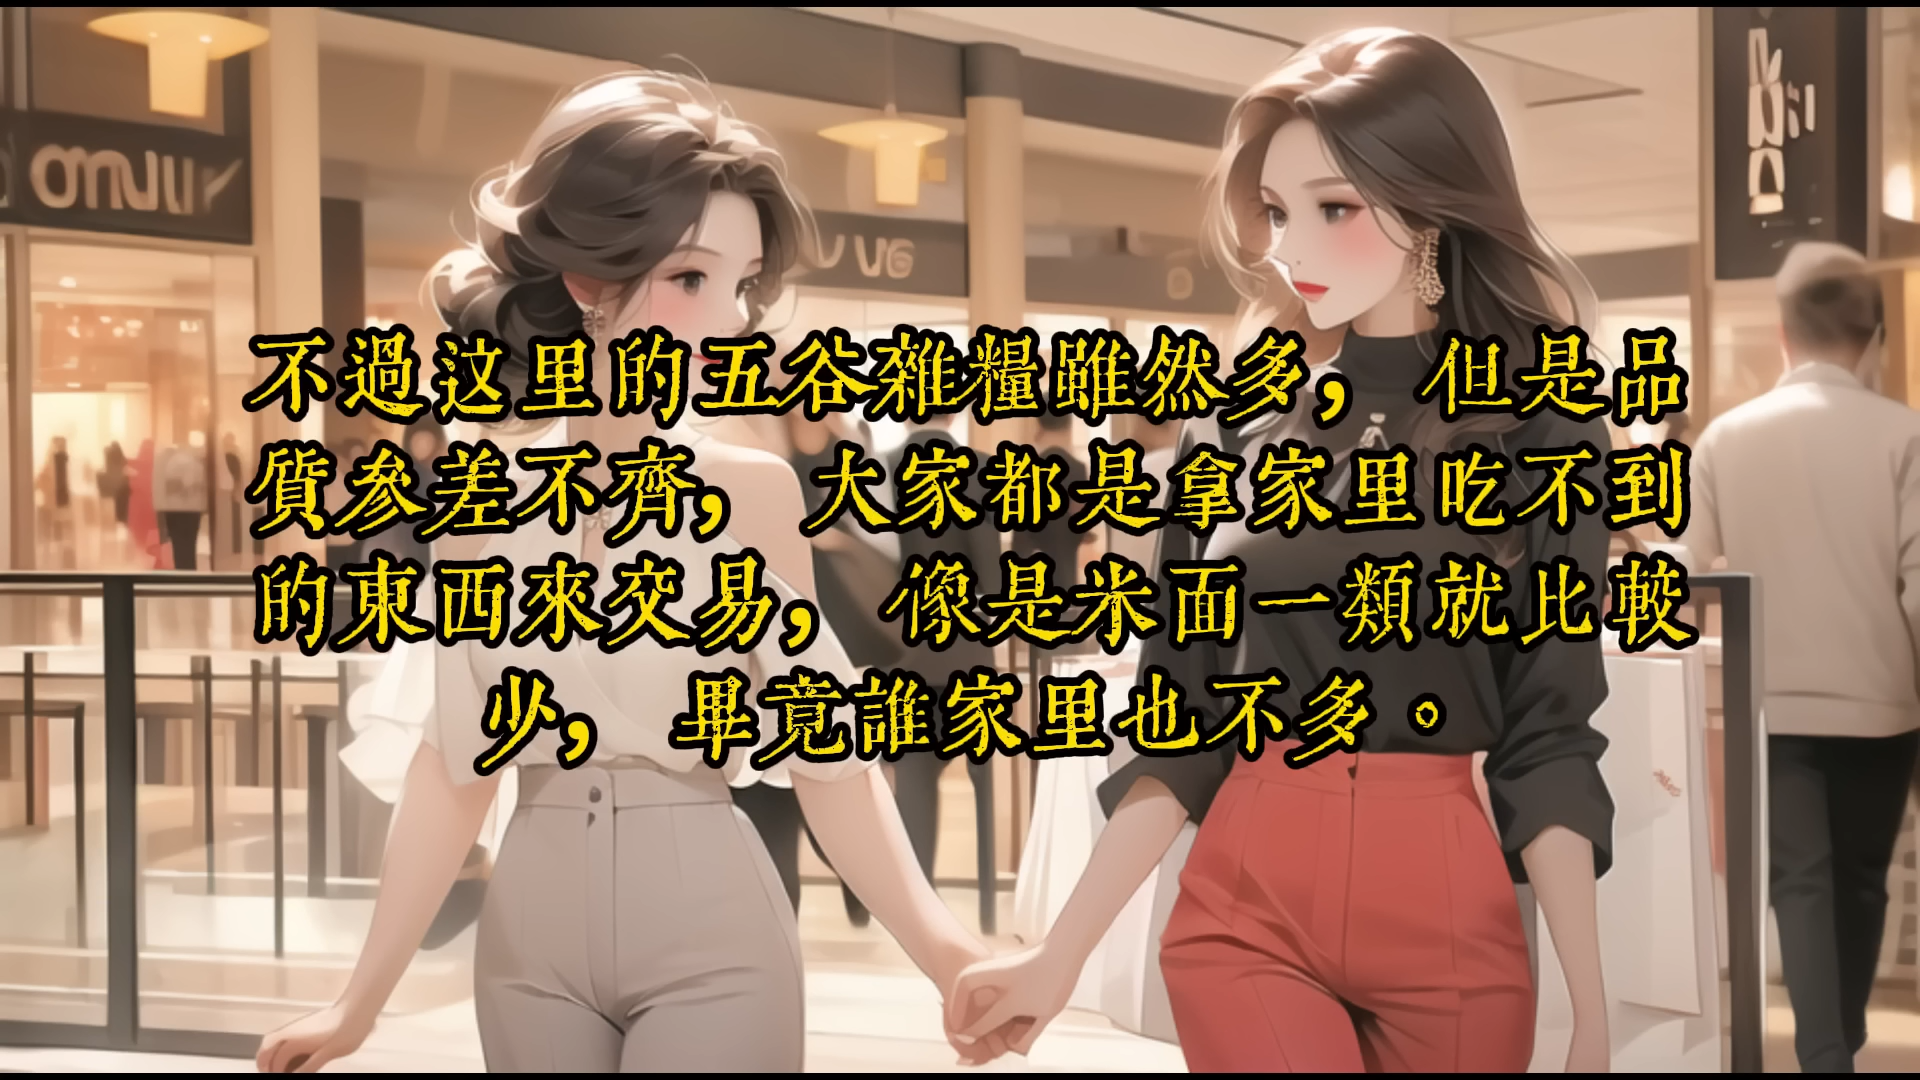 不過这里的五谷雜糧雖然多，但是品
質參差不齊，大家都是拿家里吃不到
的東西來交易，像是米面一類就比較
少，畢竟誰家里也不多。